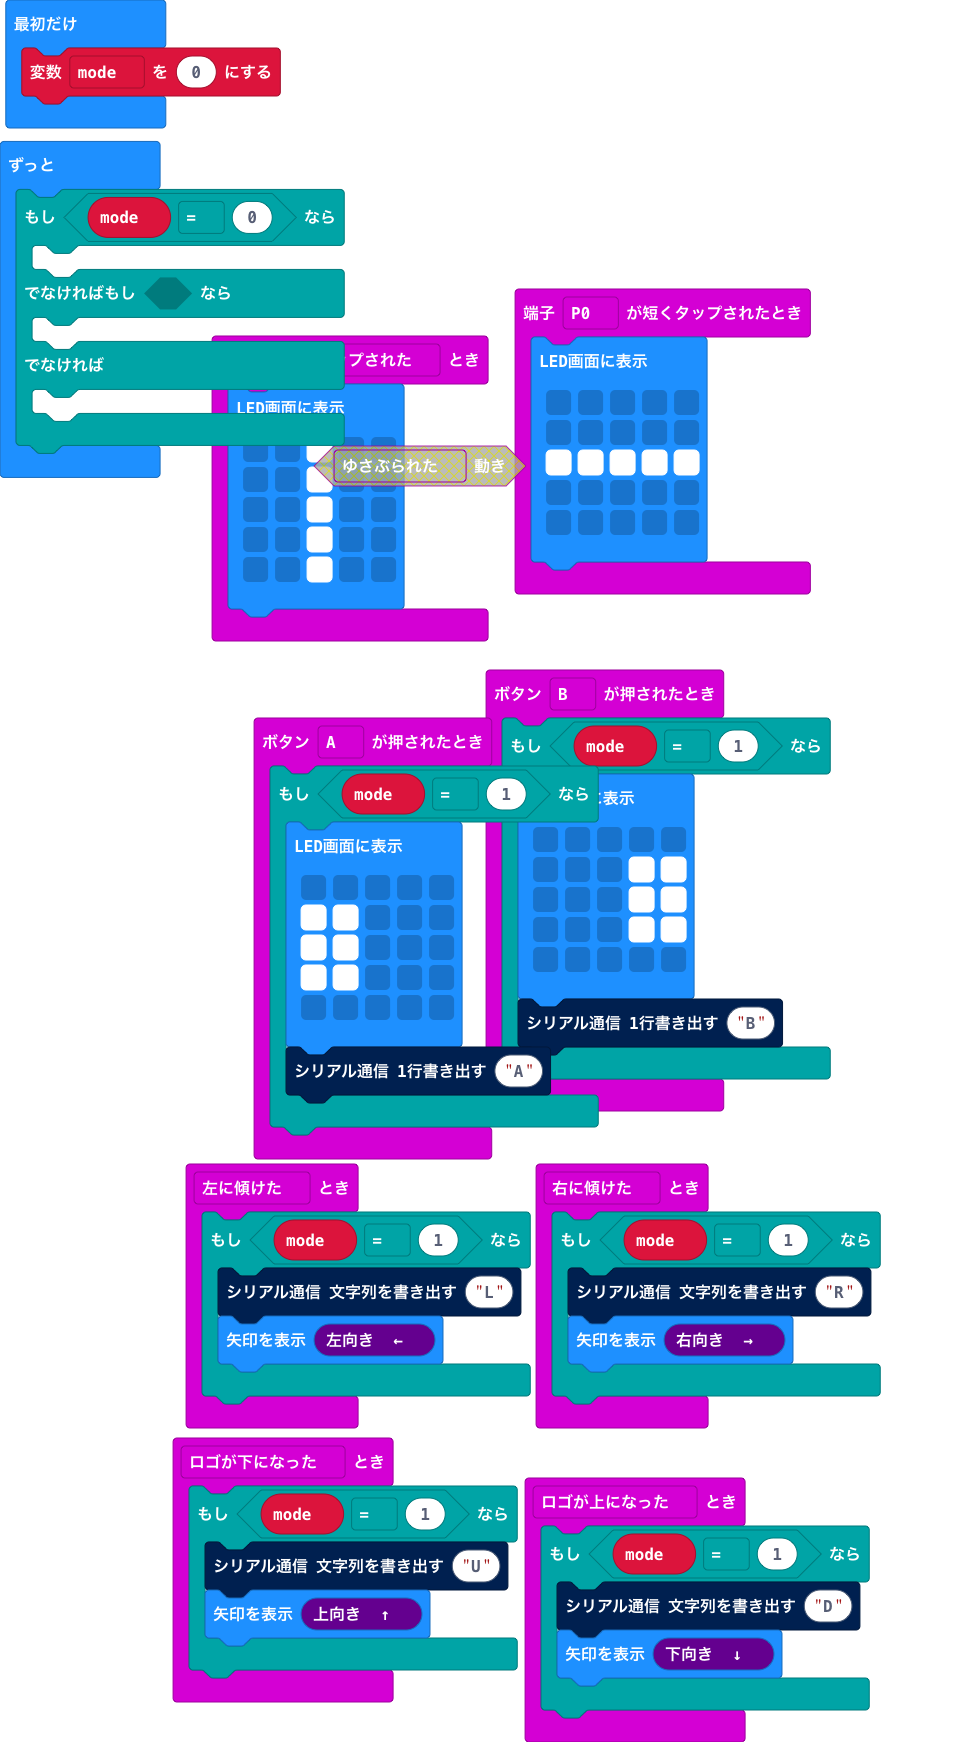 最初だけ
変数 mode を 0 にする
ずっと
もし mode = 0 なら
でなければもし なら
でなければ
プされた とき
LED画面に表示
ゆさぶられた 動き
端子 P0 が短くタップされたとき
LED画面に表示
ボタン B が押されたとき
もし mode = 1 なら
に表示
シリアル通信 1行書き出す "B"
ボタン A が押されたとき
もし mode = 1 なら
LED画面に表示
シリアル通信 1行書き出す "A"
左に傾けた とき
もし mode = 1 なら
シリアル通信 文字列を書き出す "L"
矢印を表示 左向き ←
右に傾けた とき
もし mode = 1 なら
シリアル通信 文字列を書き出す "R"
矢印を表示 右向き →
ロゴが下になった とき
もし mode = 1 なら
シリアル通信 文字列を書き出す "U"
矢印を表示 上向き ↑
ロゴが上になった とき
もし mode = 1 なら
シリアル通信 文字列を書き出す "D"
矢印を表示 下向き ↓